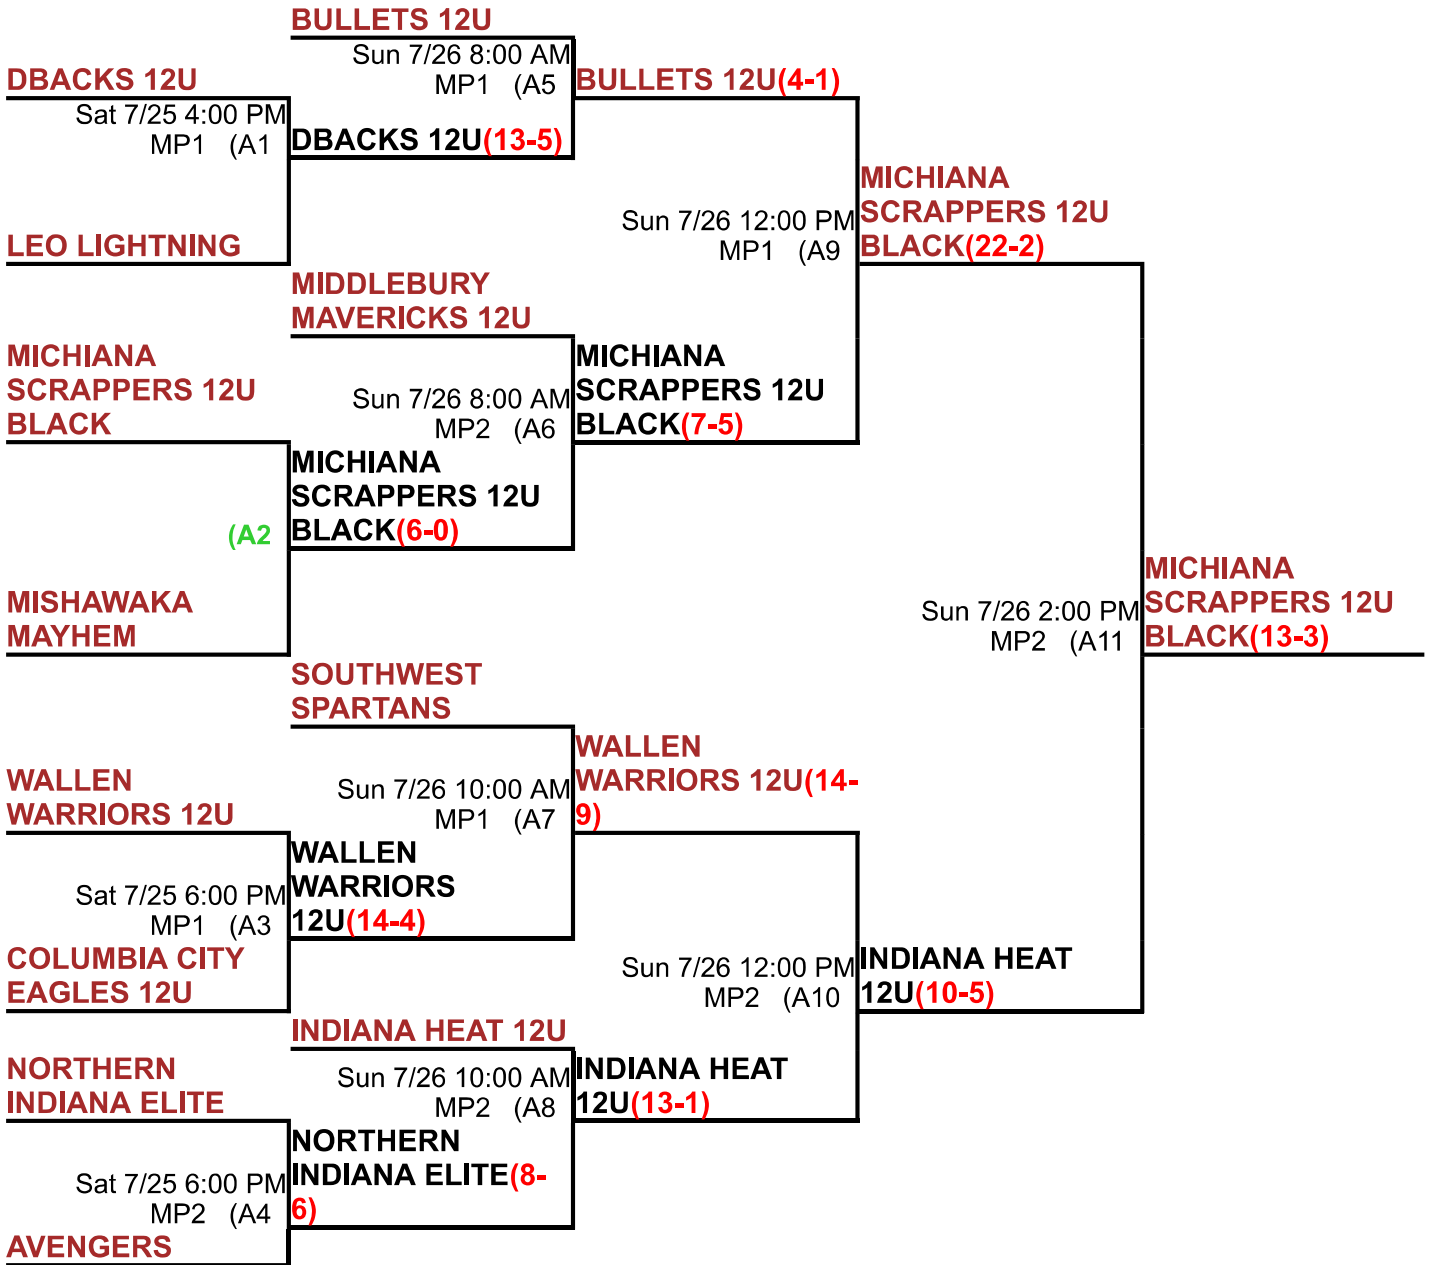 BULLETS 12U
Sun 7/26 8:00 AM
MP1 (A5
DBACKS 12U
BULLETS 12U(4-1)
Sat 7/25 4:00 PM
MP1 (A1
DBACKS 12U(13-5)
LEO LIGHTNING
Sun 7/26 12:00 PM
MP1 (A9
MICHIANA
SCRAPPERS 12U
BLACK(22-2)
MIDDLEBURY
MAVERICKS 12U
MICHIANA
SCRAPPERS 12U
BLACK
Sun 7/26 8:00 AM
MP2 (A6
MICHIANA
SCRAPPERS 12U
BLACK(7-5)
(A2
MICHIANA
SCRAPPERS 12U
BLACK(6-0)
MISHAWAKA
MAYHEM
Sun 7/26 2:00 PM
MP2 (A11
MICHIANA
SCRAPPERS 12U
BLACK(13-3)
SOUTHWEST
SPARTANS
WALLEN
WARRIORS 12U
Sun 7/26 10:00 AM
MP1 (A7
WALLEN
WARRIORS 12U(14-
9)
Sat 7/25 6:00 PM
MP1 (A3
WALLEN
WARRIORS
12U(14-4)
COLUMBIA CITY
EAGLES 12U
Sun 7/26 12:00 PM
MP2 (A10
INDIANA HEAT
12U(10-5)
INDIANA HEAT 12U
NORTHERN
INDIANA ELITE
Sun 7/26 10:00 AM
MP2 (A8
INDIANA HEAT
12U(13-1)
Sat 7/25 6:00 PM
MP2 (A4
NORTHERN
INDIANA ELITE(8-
6)
AVENGERS